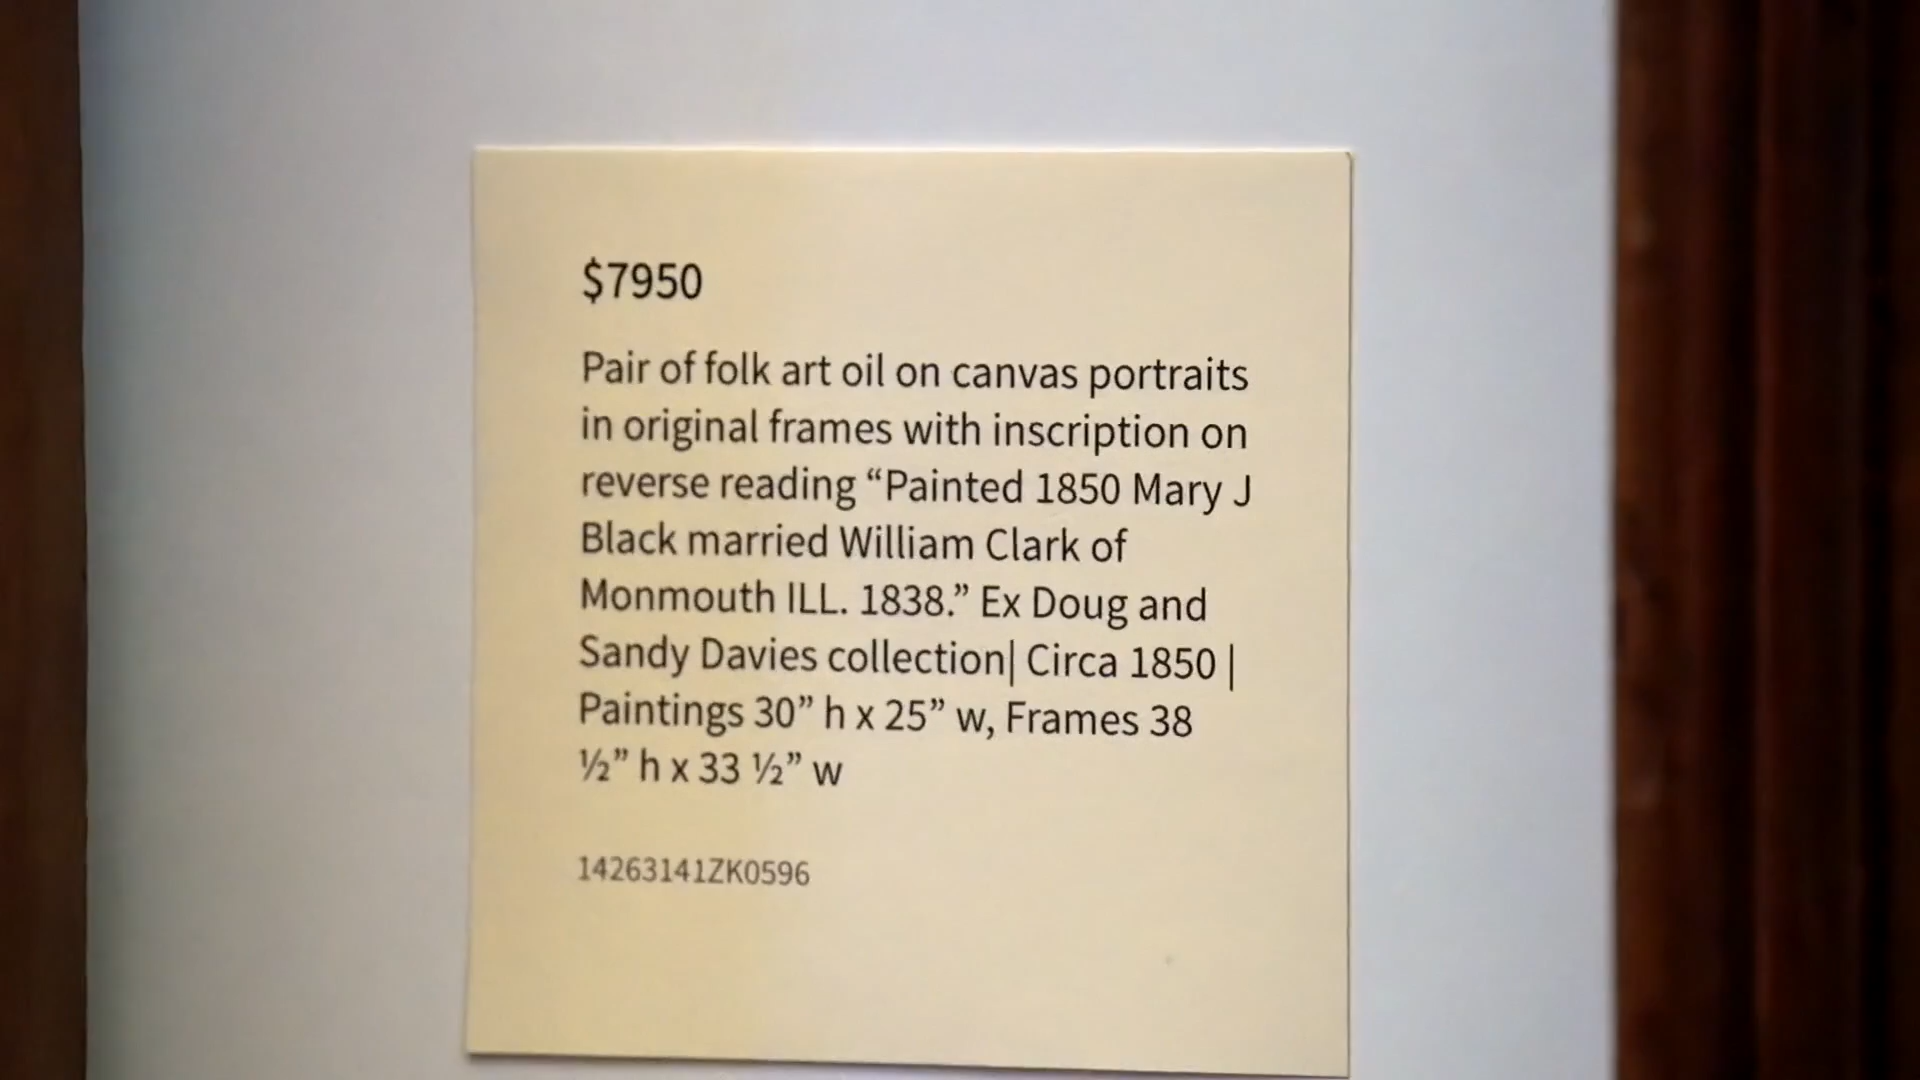 $7950
Pair of folk art oil on canvas portraits
in original frames with inscription on
reverse reading “Painted 1850 Mary J
Black married William Clark of
Monmouth ILL. 1838.” Ex Doug and
Sandy Davies collection| Circa 1850 |
Paintings 30” h x 25” w, Frames 38
½” h x 33 ½” w
14263141ZK0596